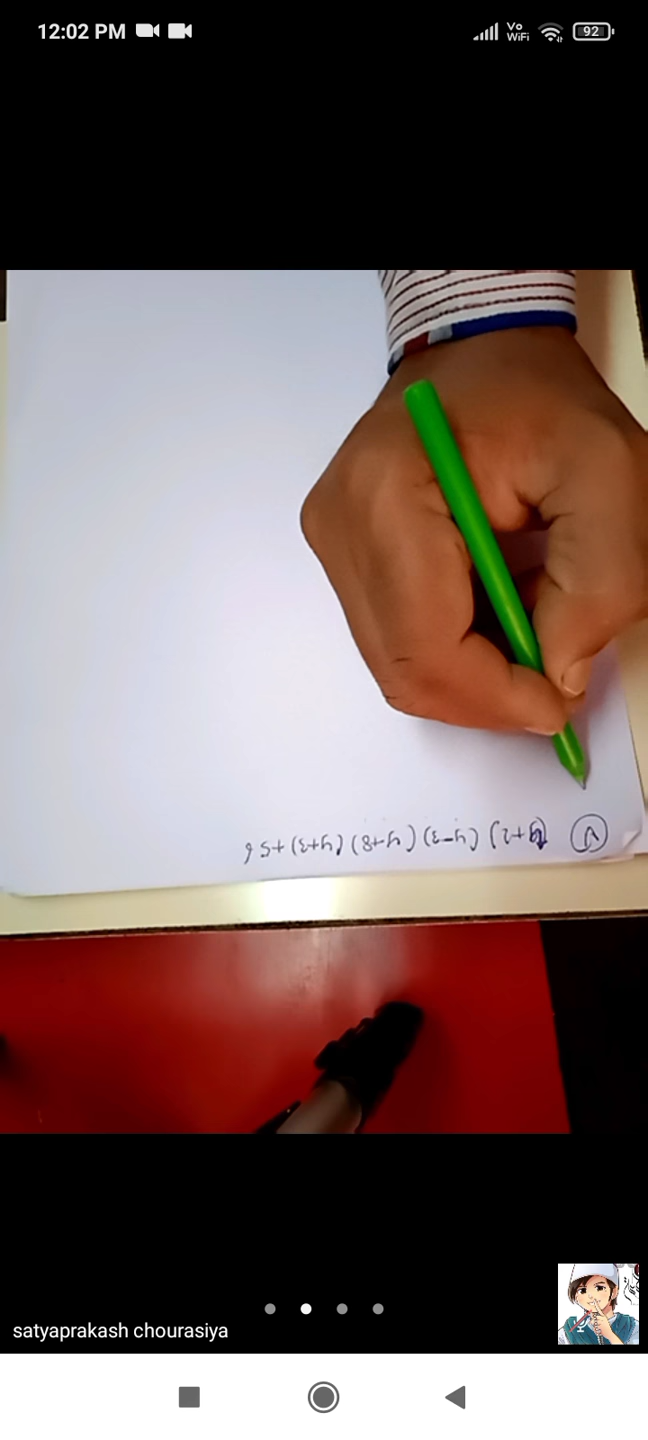 12:02 PM Vo WiFi 92
(v) (y+2) (y-3) (y+8) (y+3) +56
satyaprakash chourasiya